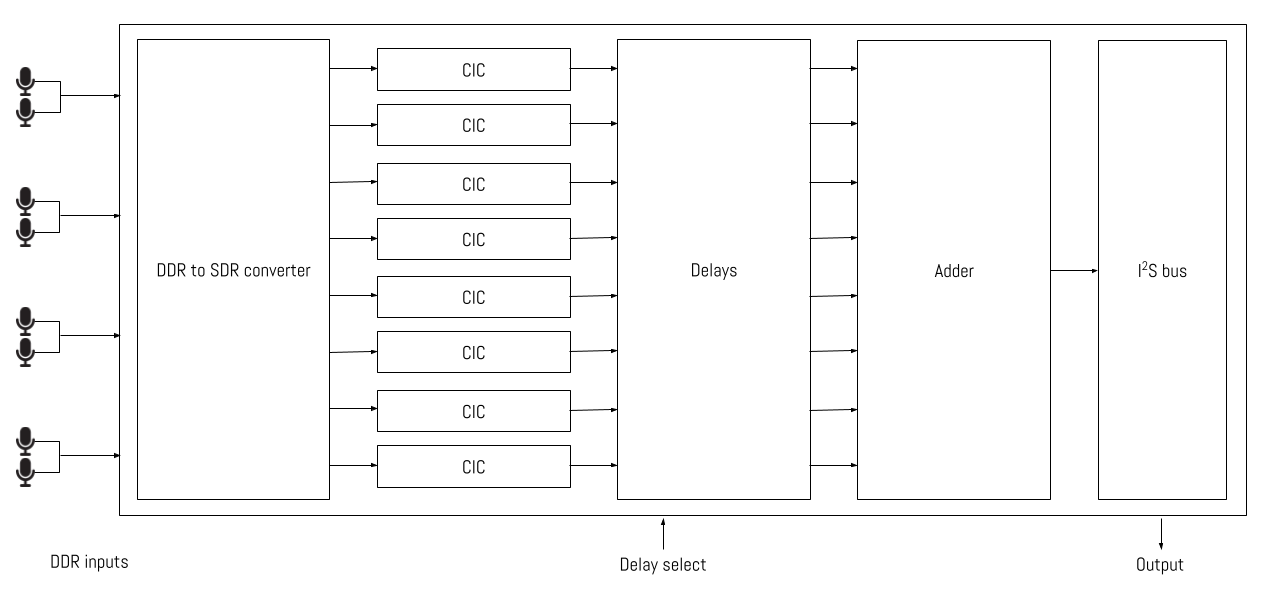 CIC
CIC
CIC
CIC
DDR to SDR converter
Delays
Adder
I²S bus
CIC
CIC
CIC
CIC
DDR inputs
Delay select
Output